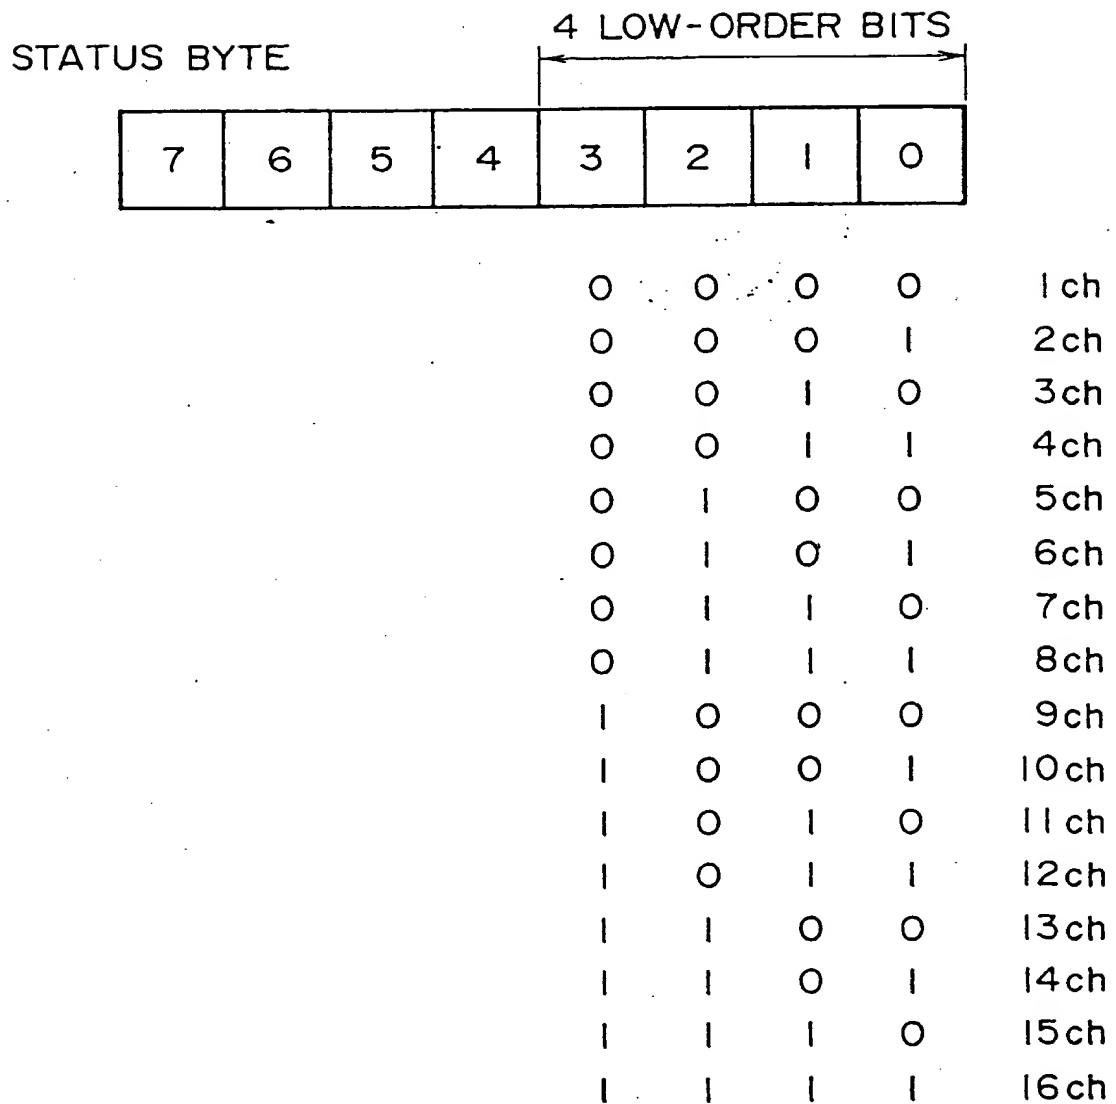 4 LOW-ORDER BITS
STATUS BYTE
7 6 5 4 3 2 1 0
0 0 0 0 1ch
0 0 0 1 2ch
0 0 1 0 3ch
0 0 1 1 4ch
0 1 0 0 5ch
0 1 0 1 6ch
0 1 1 0 7ch
0 1 1 1 8ch
1 0 0 0 9ch
1 0 0 1 10ch
1 0 1 0 11ch
1 0 1 1 12ch
1 1 0 0 13ch
1 1 0 1 14ch
1 1 1 0 15ch
1 1 1 1 16ch